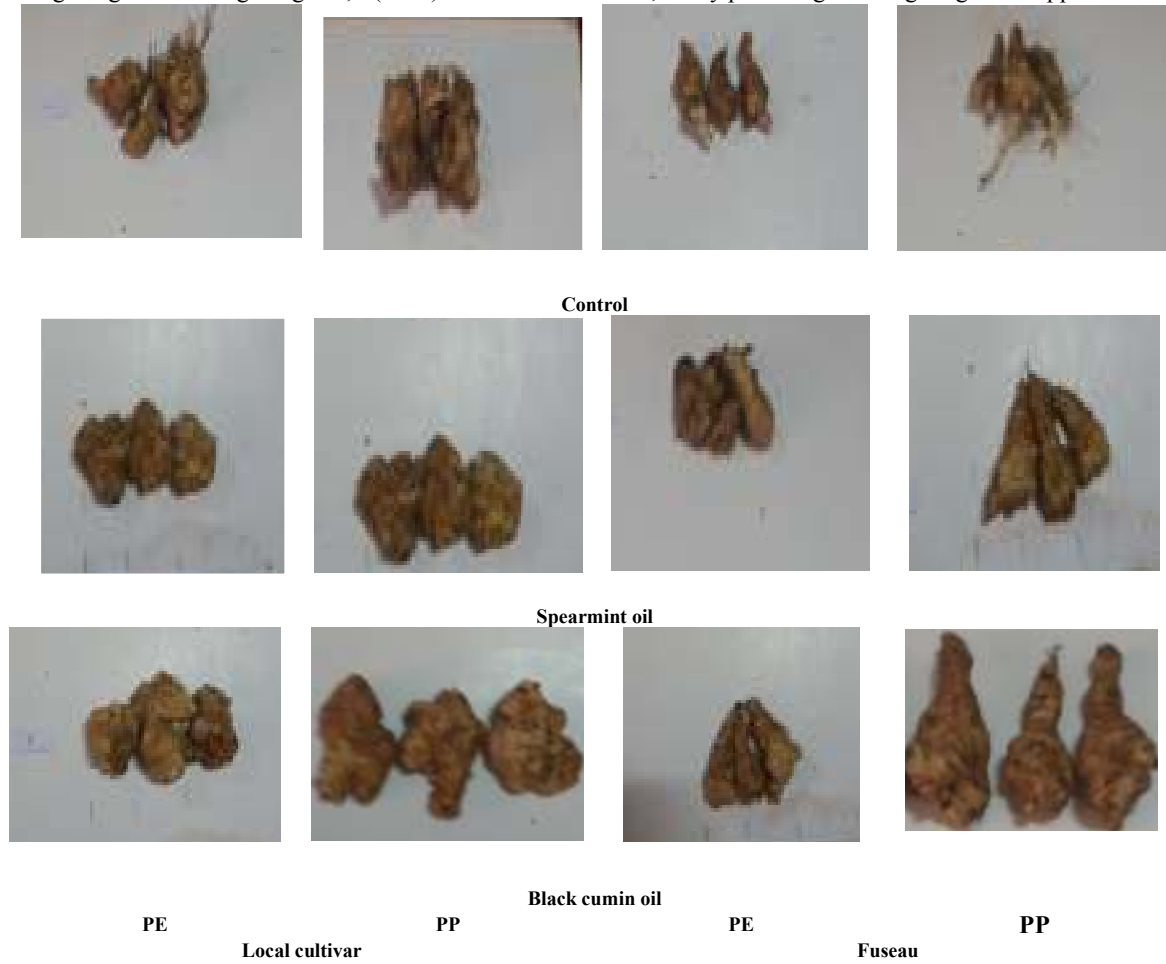 Control
Spearmint oil
Black cumin oil
PE PP PE PP
Local cultivar Fuseau